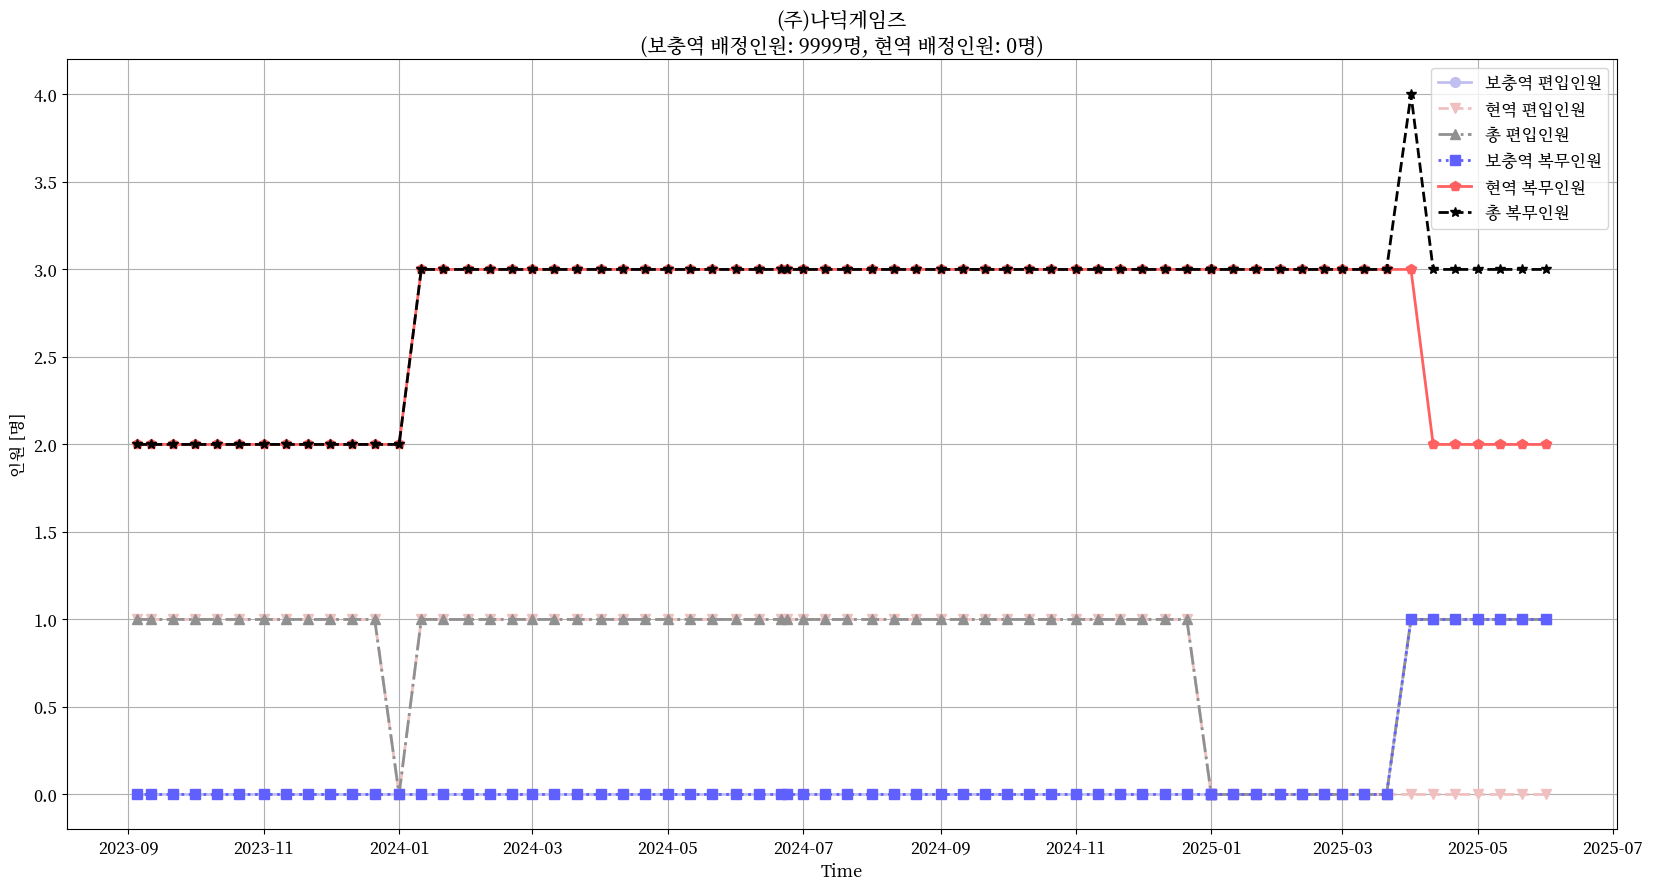 (주)나딕게임즈
(보충역 배정인원: 9999명, 현역 배정인원: 0명)
보충역 편입인원
현역 편입인원
총 편입인원
보충역 복무인원
현역 복무인원
총 복무인원
인원 [명]
4.0
3.5
3.0
2.5
2.0
1.5
1.0
0.5
0.0
2023-09
2023-11
2024-01
2024-03
2024-05
2024-07
2024-09
2024-11
2025-01
2025-03
2025-05
2025-07
Time